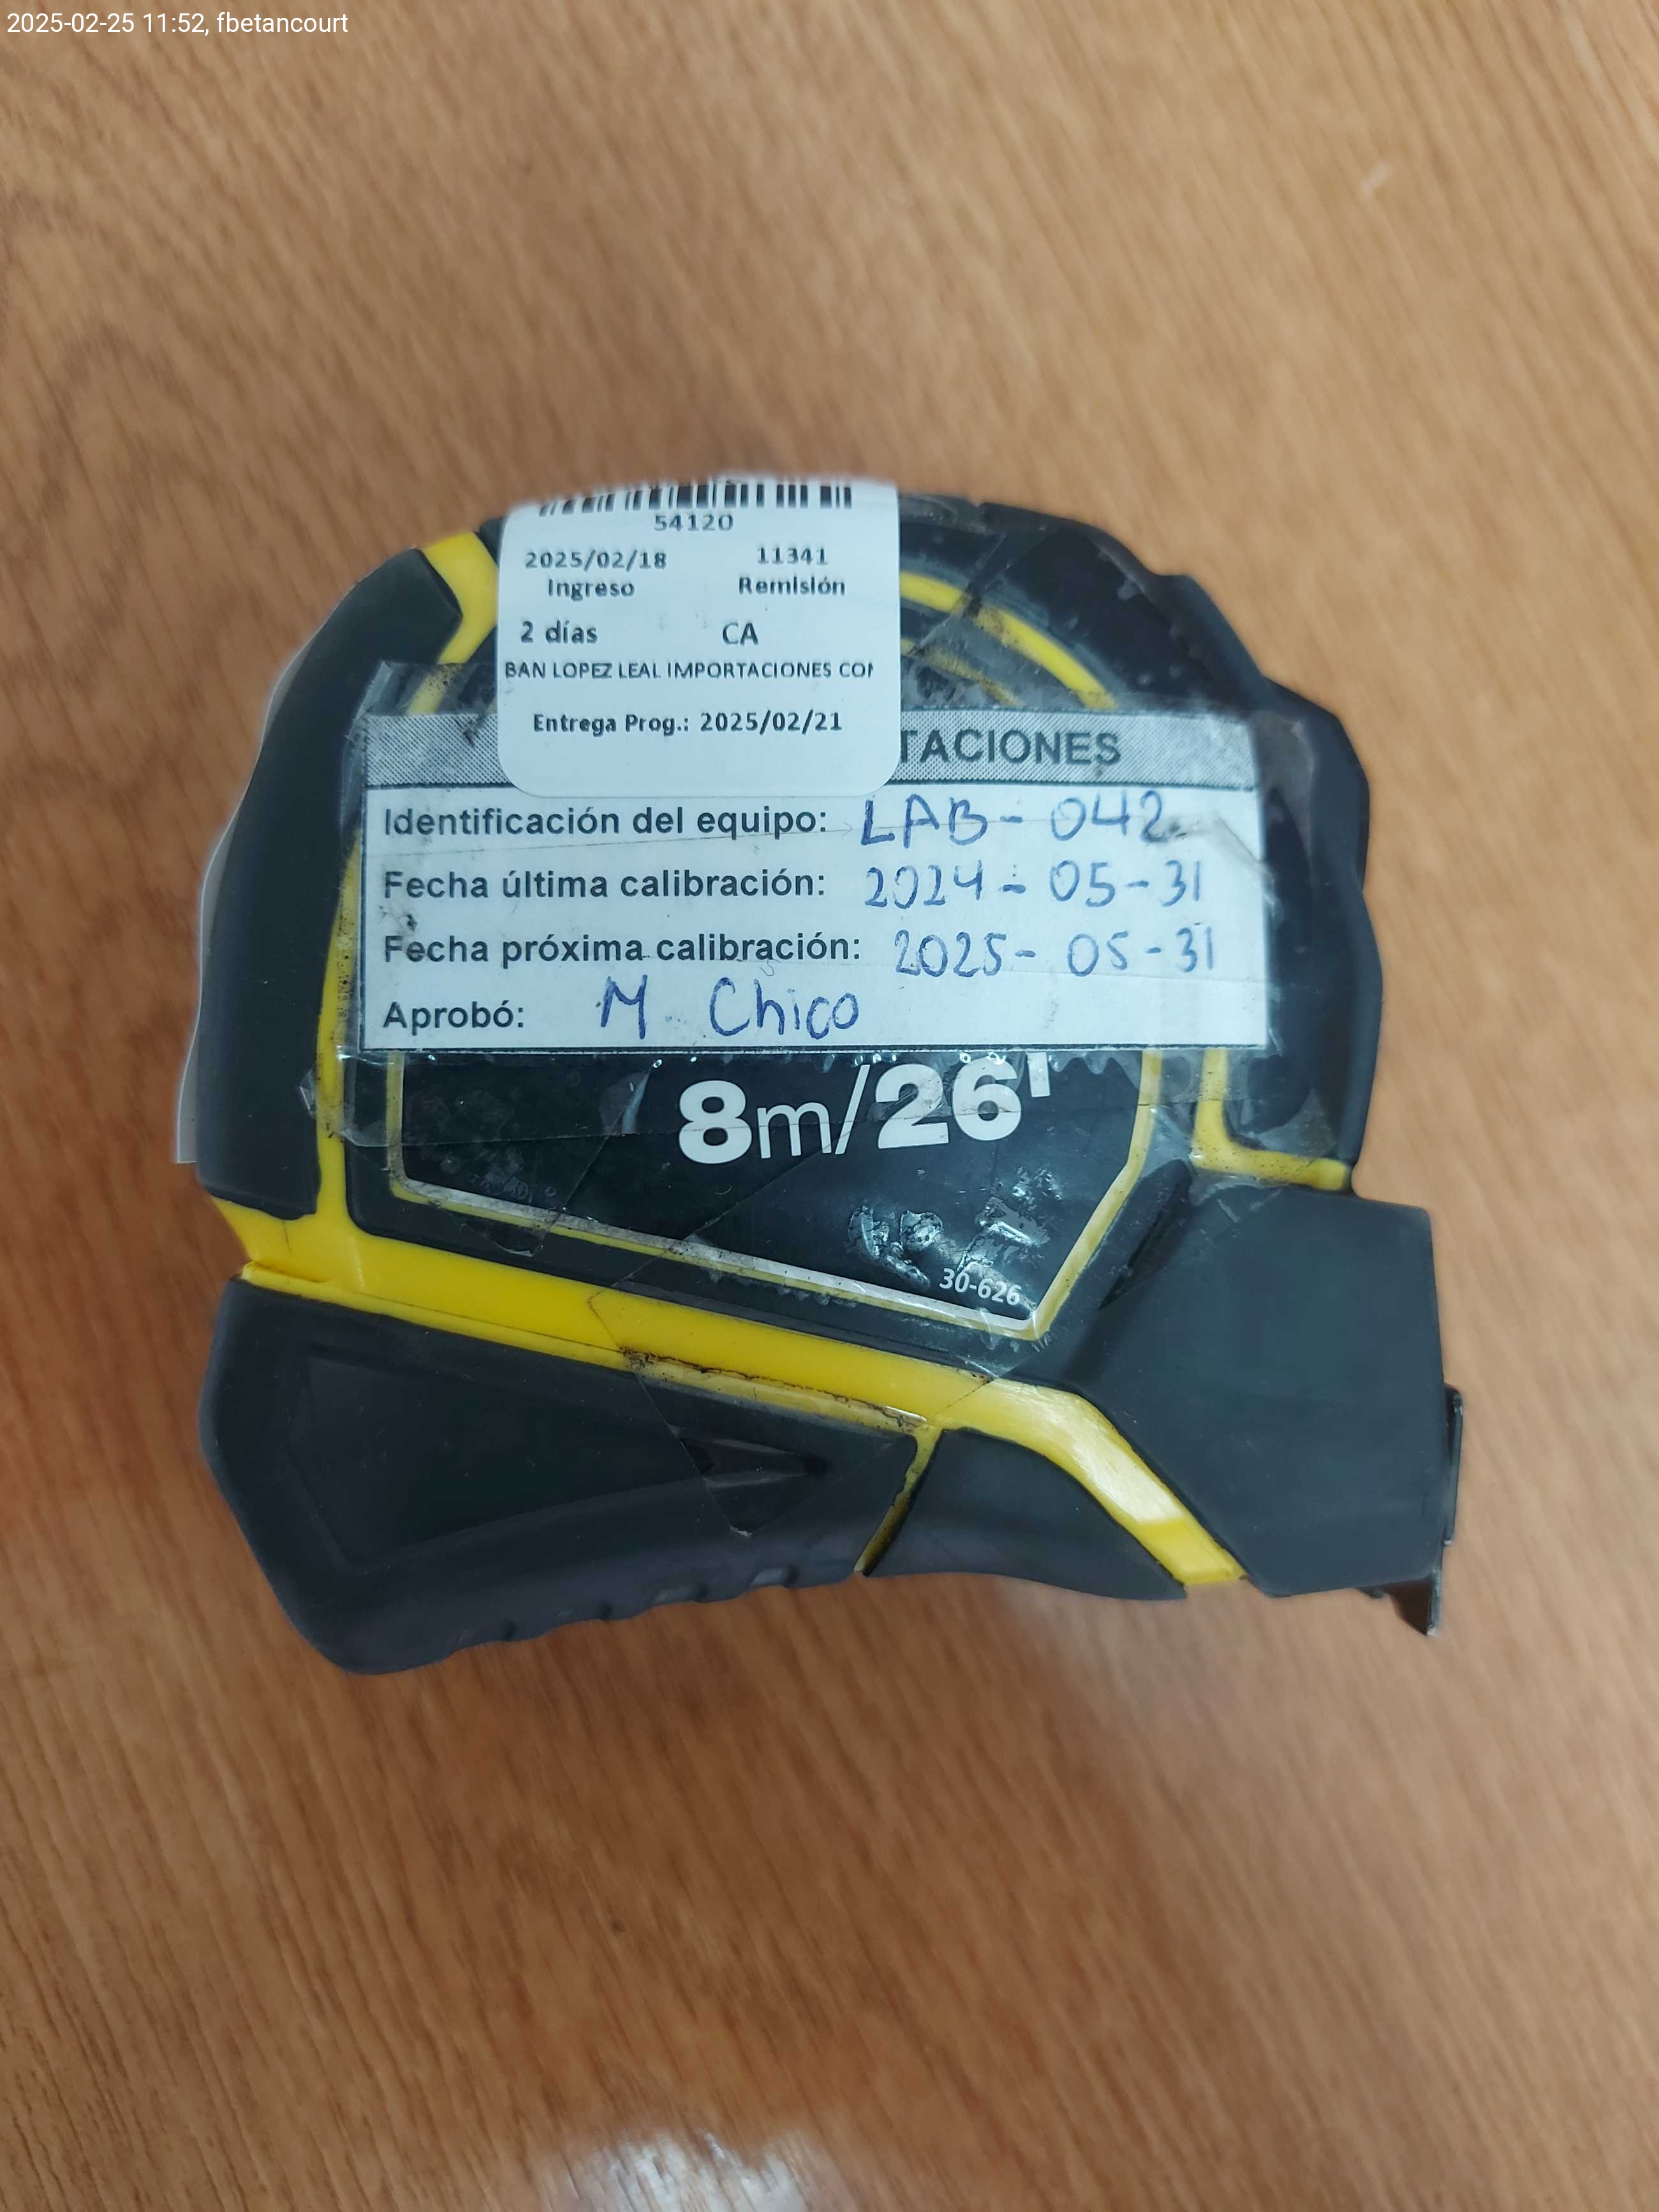 2025-02-25 11:52, fbetancourt
54120
2025/02/18 11341
Ingreso Remisión
2 días CA
BAN LOPEZ LEAL IMPORTACIONES
Entrega Prog.: 2025/02/21
TACIONES
Identificación del equipo: LAB-042
Fecha última calibración: 2024-05-31
Fecha próxima calibración: 2025-05-31
Aprobó: M Chico
8m/26'
30-626